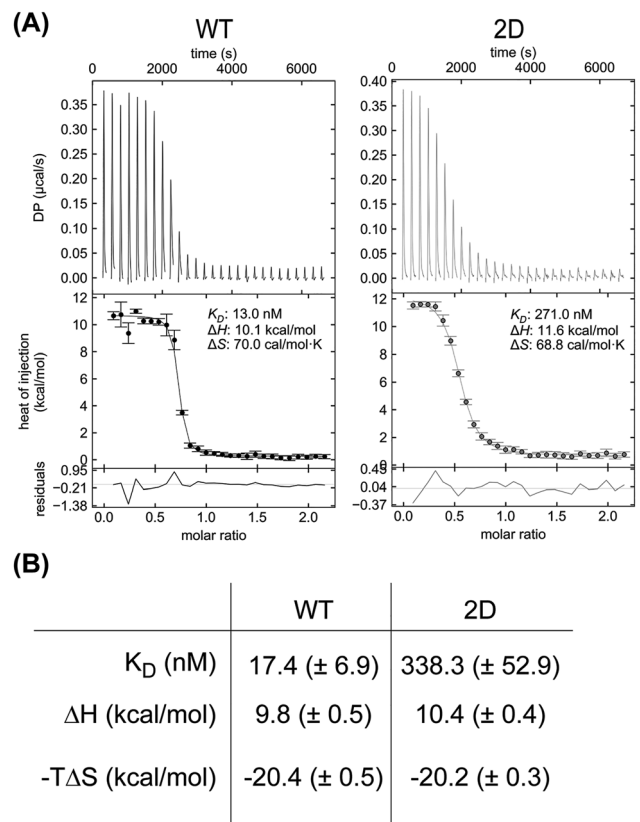 (A)
WT
2D
time (s)
time (s)
0 2000 4000 6000
0 2000 4000 6000
DP (µcal/s)
0.35
0.30
0.25
0.20
0.15
0.10
0.05
0.00
0.40
0.35
0.30
0.25
0.20
0.15
0.10
0.05
0.00
heat of injection
(kcal/mol)
12
10
8
6
4
2
0
K_D: 13.0 nM
ΔH: 10.1 kcal/mol
ΔS: 70.0 cal/mol·K
12
10
8
6
4
2
0
K_D: 271.0 nM
ΔH: 11.6 kcal/mol
ΔS: 68.8 cal/mol·K
residuals
0.95
-0.21
-1.38
0.45
0.04
-0.37
0.0 0.5 1.0 1.5 2.0
0.0 0.5 1.0 1.5 2.0
molar ratio
molar ratio
(B)
WT 2D
K_D (nM) 17.4 (± 6.9) 338.3 (± 52.9)
ΔH (kcal/mol) 9.8 (± 0.5) 10.4 (± 0.4)
-TΔS (kcal/mol) -20.4 (± 0.5) -20.2 (± 0.3)